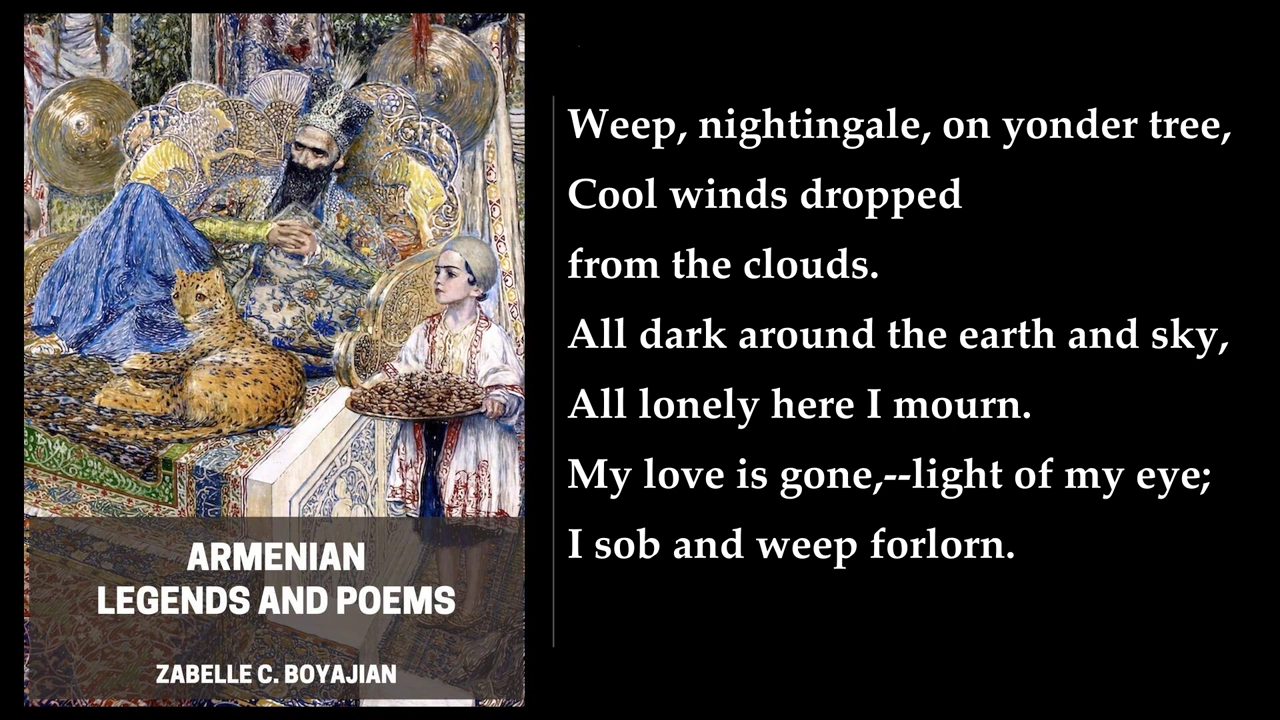 Weep, nightingale, on yonder tree,
Cool winds dropped
from the clouds.
All dark around the earth and sky,
All lonely here I mourn.
My love is gone,--light of my eye;
I sob and weep forlorn.
ARMENIAN
LEGENDS AND POEMS
ZABELLE C. BOYAJIAN